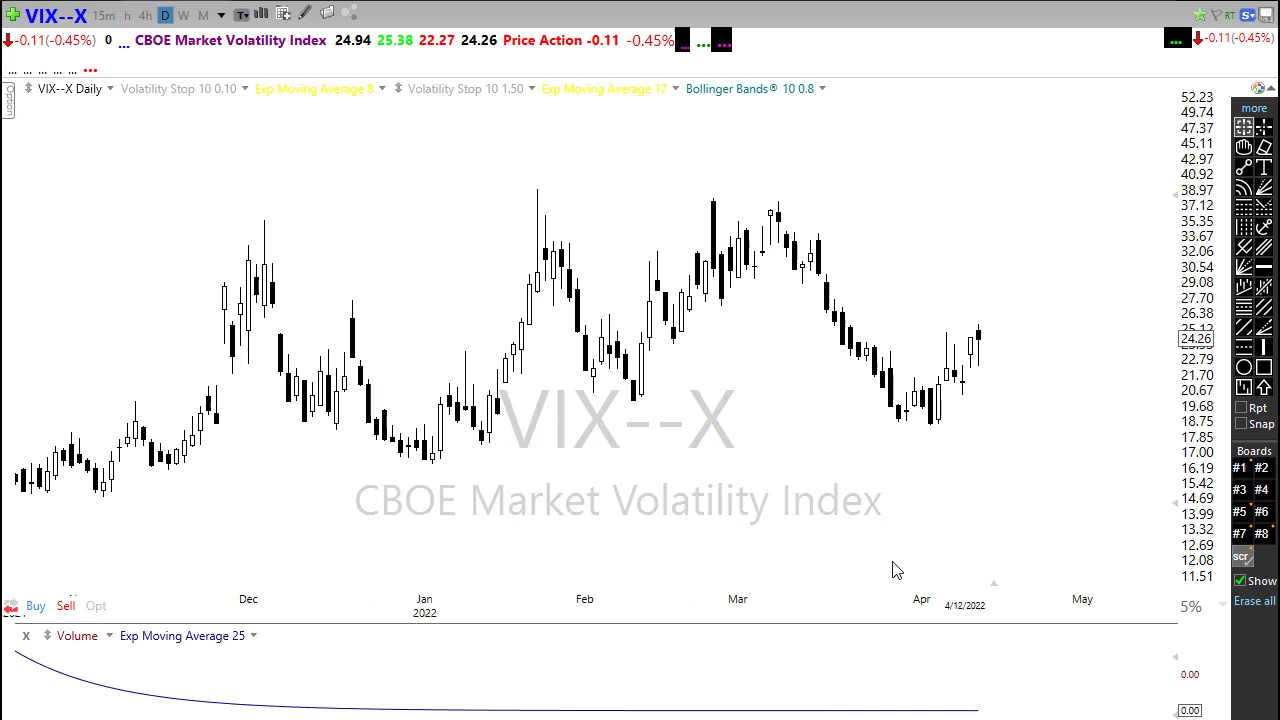 VIX--X 15m h 4h D W M T RT S
-0.11(-0.45%) 0 ... CBOE Market Volatility Index 24.94 25.38 22.27 24.26 Price Action -0.11 -0.45% ... ... ... ... -0.11(-0.45%)
... ... ... ... ... ...
Option
VIX--X Daily Volatility Stop 10 0.10 Exp Moving Average 8 Volatility Stop 10 1.50 Exp Moving Average 17 Bollinger Bands® 10 0.8
52.23
49.74
47.37
45.11
42.97
40.92
38.97
37.12
35.35
33.67
32.06
30.54
29.08
27.70
26.38
24.26
22.79
21.70
20.67
19.68
18.75
17.85
17.00
16.19
15.42
14.69
13.99
13.32
12.69
12.08
11.51
more
Rpt
Snap
Boards
#1 #2
#3 #4
#5 #6
#7 #8
scr
Show
Erase all
VIX--X
CBOE Market Volatility Index
Dec Jan Feb Mar Apr May
2022 4/12/2022
Buy Sell Opt 5%
x Volume Exp Moving Average 25
0.00
0.00